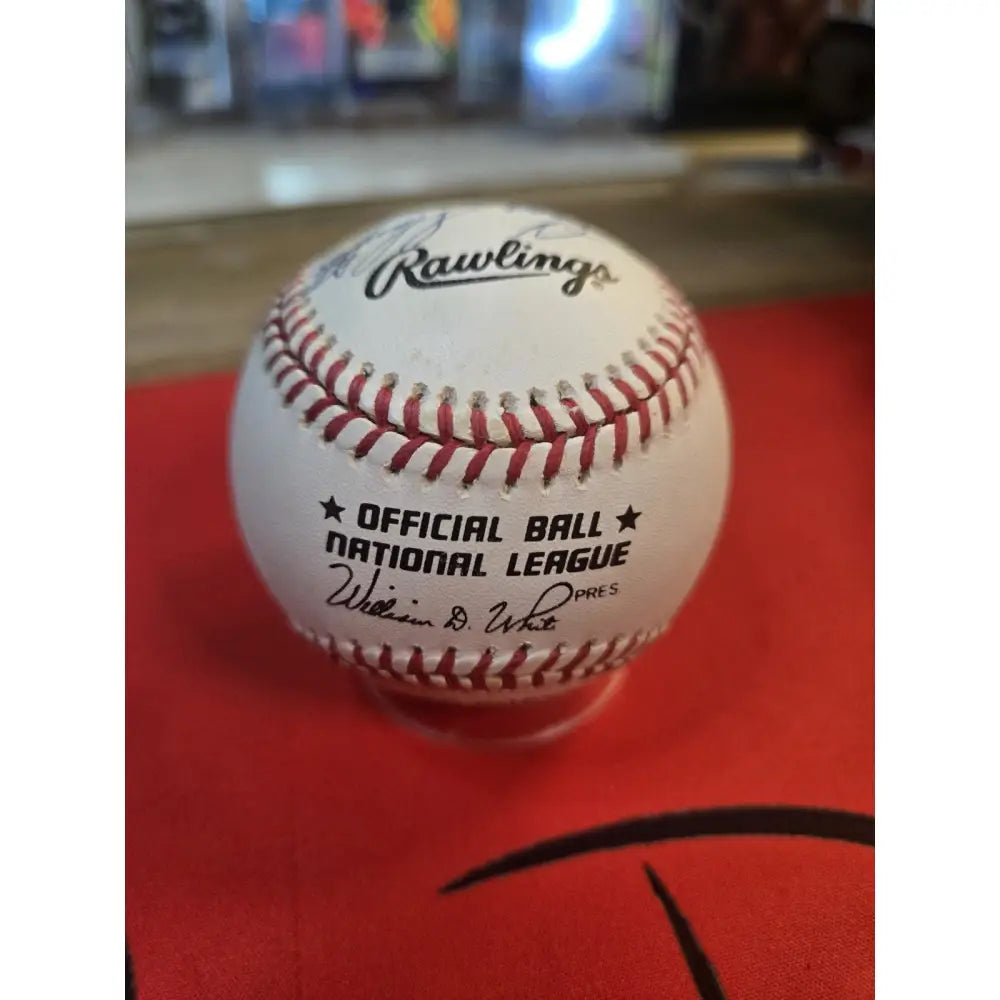 Rawlings
★ OFFICIAL BALL ★
NATIONAL LEAGUE
William D. White PRES.